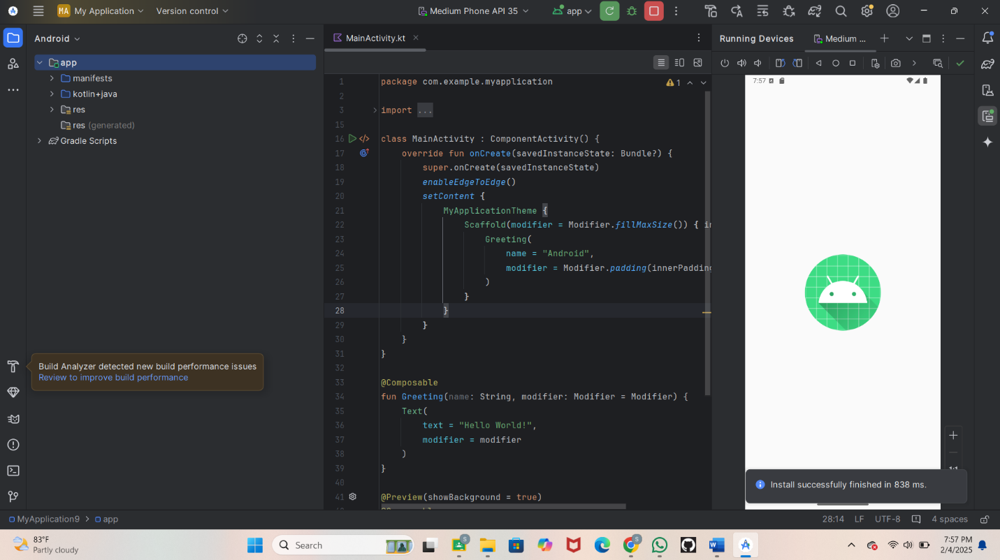 MA My Application Version control Medium Phone API 35 app
Android
MainActivity.kt
Running Devices Medium ...
app
manifests
kotlin+java
res
res (generated)
Gradle Scripts
1 package com.example.myapplication
1
2
3 import ...
15
16 class MainActivity : ComponentActivity() {
17 override fun onCreate(savedInstanceState: Bundle?) {
18 super.onCreate(savedInstanceState)
19 enableEdgeToEdge()
20 setContent {
21 MyApplicationTheme {
22 Scaffold(modifier = Modifier.fillMaxSize()) {
23 Greeting(
24 name = "Android",
25 modifier = Modifier.padding(innerPadding
26 )
27 }
28 }
29 }
30 }
31 }
32
33 @Composable
34 fun Greeting(name: String, modifier: Modifier = Modifier) {
35 Text(
36 text = "Hello World!",
37 modifier = modifier
38 )
39 }
40
41 @Preview(showBackground = true)
7:57
Build Analyzer detected new build performance issues
Review to improve build performance
1:1
Install successfully finished in 838 ms.
MyApplication9 > app
28:14 LF UTF-8 4 spaces
83°F
Partly cloudy
Search
S
S
7:57 PM
2/4/2025